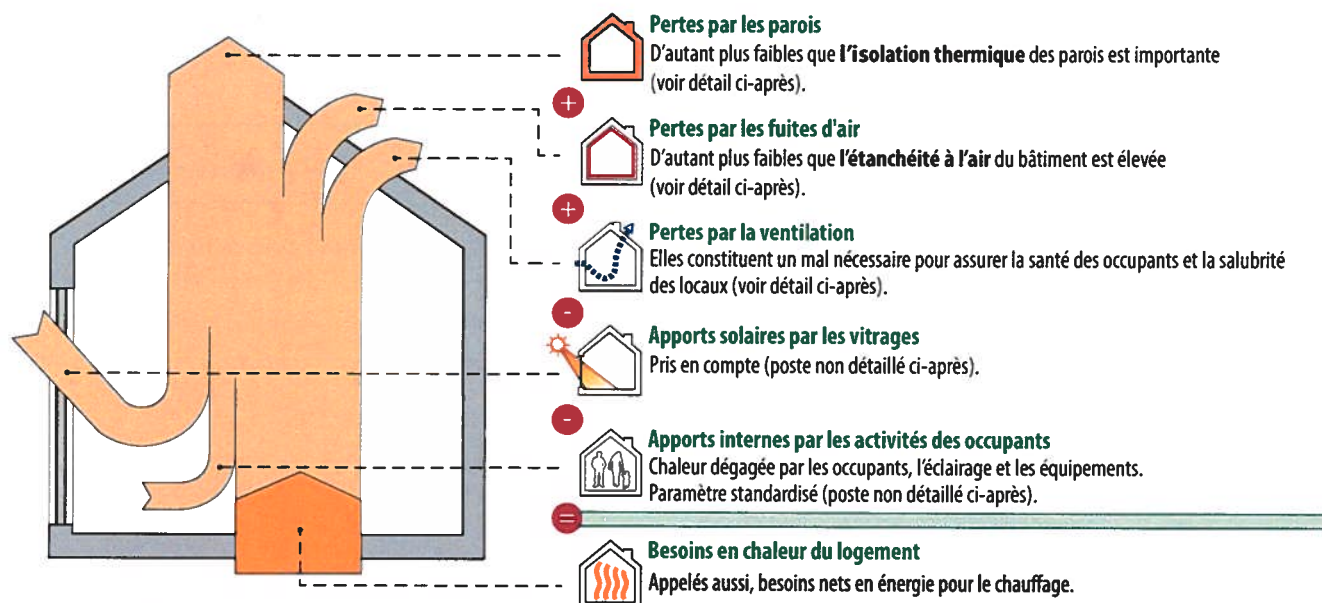 Pertes par les parois
D'autant plus faibles que l'isolation thermique des parois est importante
(voir détail ci-après).
+
Pertes par les fuites d'air
D'autant plus faibles que l'étanchéité à l'air du bâtiment est élevée
(voir détail ci-après).
+
Pertes par la ventilation
Elles constituent un mal nécessaire pour assurer la santé des occupants et la salubrité
des locaux (voir détail ci-après).
-
Apports solaires par les vitrages
Pris en compte (poste non détaillé ci-après).
-
Apports internes par les activités des occupants
Chaleur dégagée par les occupants, l'éclairage et les équipements.
Paramètre standardisé (poste non détaillé ci-après).
=
Besoins en chaleur du logement
Appelés aussi, besoins nets en énergie pour le chauffage.